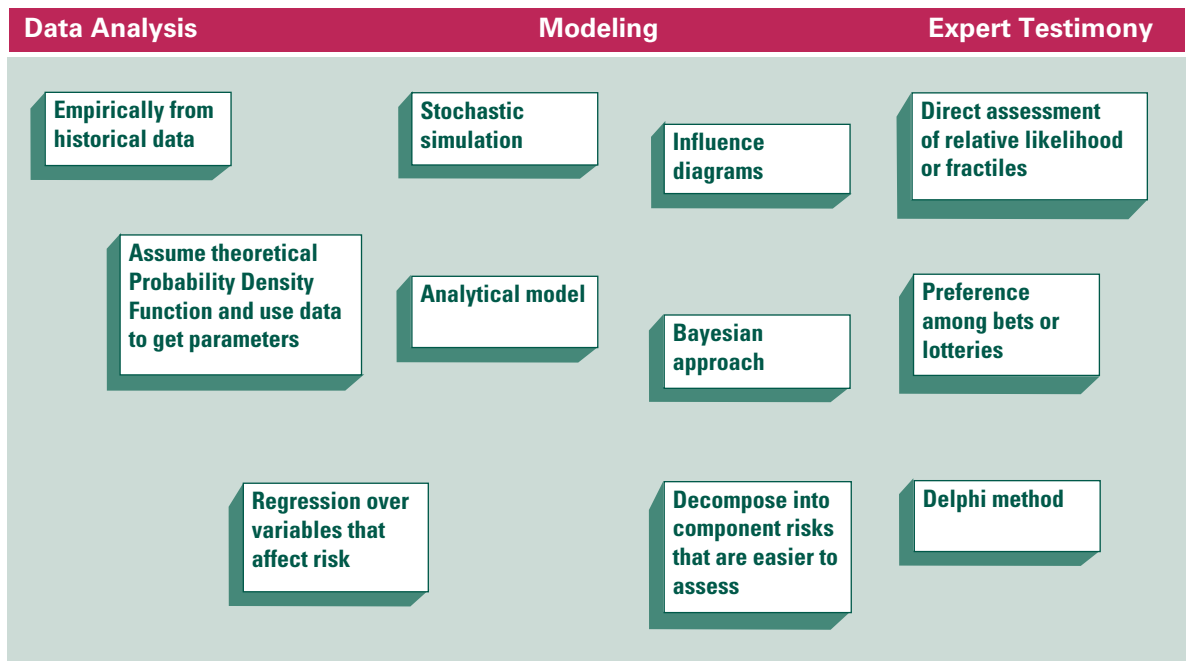 Data Analysis
Modeling
Expert Testimony
Empirically from
historical data
Stochastic
simulation
Influence
diagrams
Direct assessment
of relative likelihood
or fractiles
Assume theoretical
Probability Density
Function and use data
to get parameters
Analytical model
Bayesian
approach
Preference
among bets or
lotteries
Regression over
variables that
affect risk
Decompose into
component risks
that are easier to
assess
Delphi method